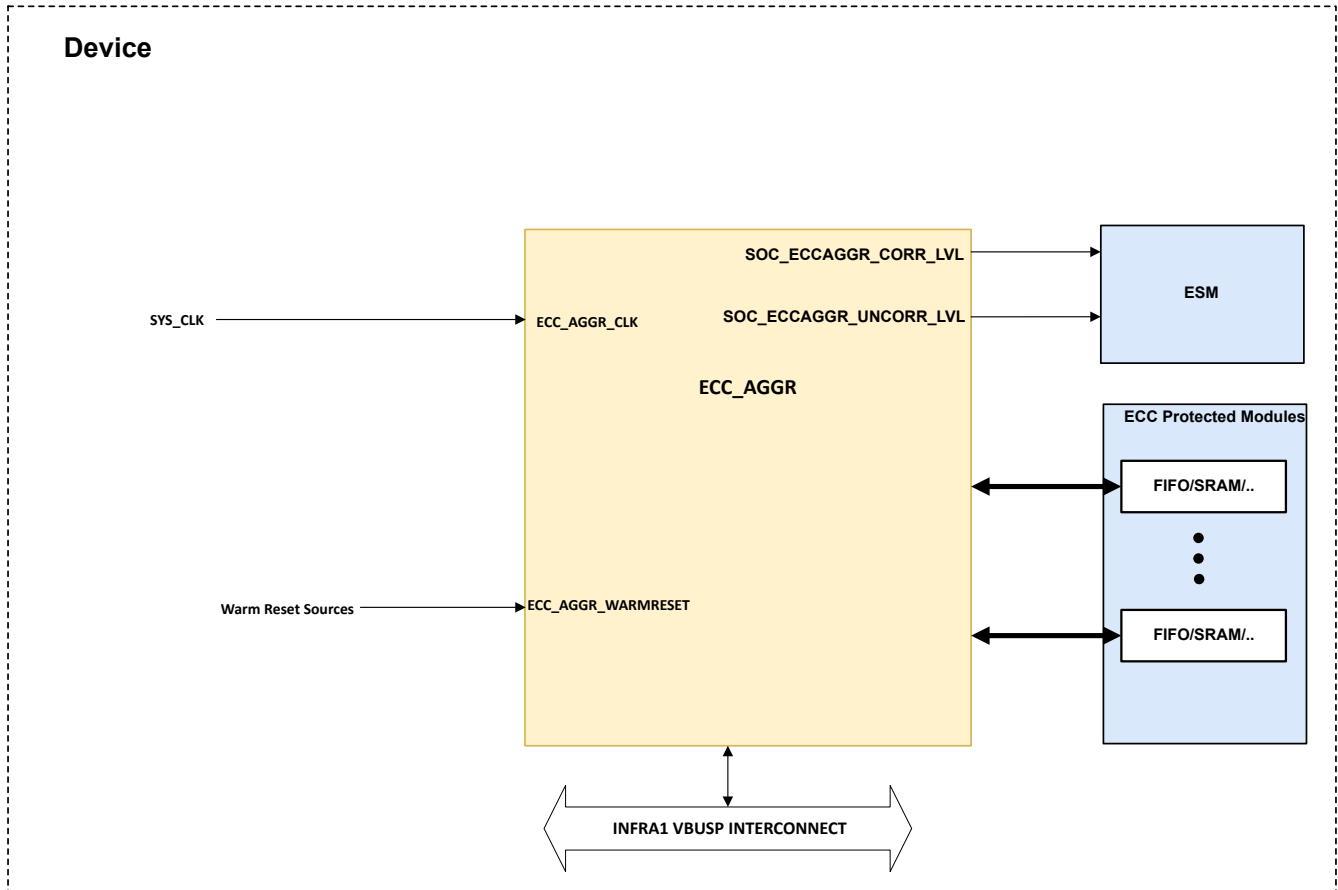 Device
SOC_ECCAGGR_CORR_LVL
ESM
SYS_CLK
ECC_AGGR_CLK
SOC_ECCAGGR_UNCORR_LVL
ECC_AGGR
ECC Protected Modules
FIFO/SRAM/..
Warm Reset Sources
ECC_AGGR_WARMRESET
FIFO/SRAM/..
INFRA1 VBUSP INTERCONNECT